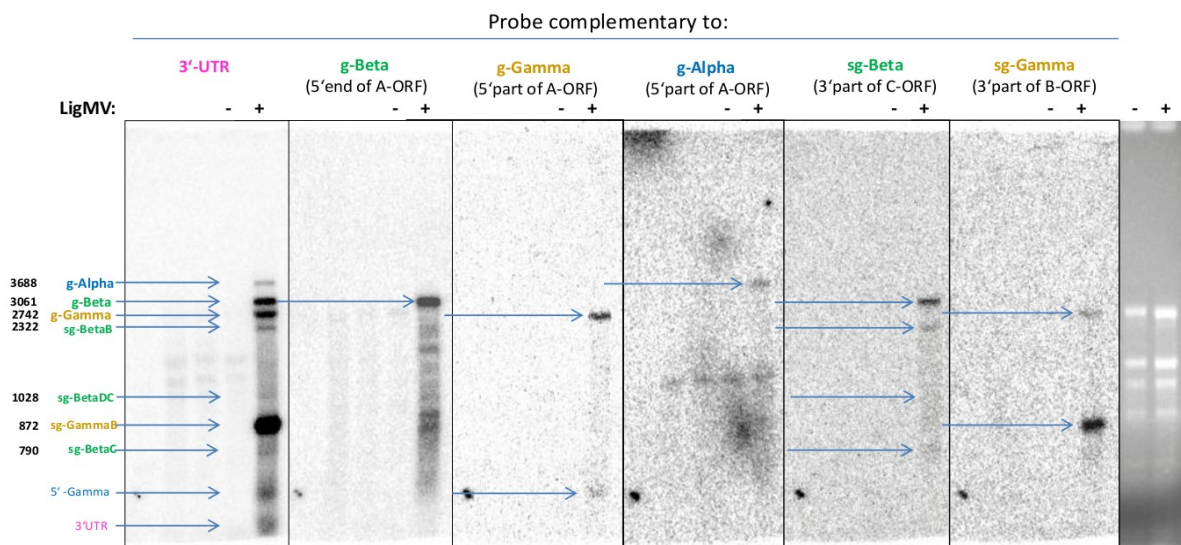 Probe complementary to:
3‘-UTR g-Beta g-Gamma g-Alpha sg-Beta sg-Gamma
(5‘end of A-ORF) (5‘part of A-ORF) (5‘part of A-ORF) (3‘part of C-ORF) (3‘part of B-ORF)
LigMV: - + - + - + - + - + - + - +
3688 g-Alpha
3061 g-Beta
2742 g-Gamma
2322 sg-BetaB
1028 sg-BetaDC
872 sg-GammaB
790 sg-BetaC
5‘ -Gamma
3‘UTR